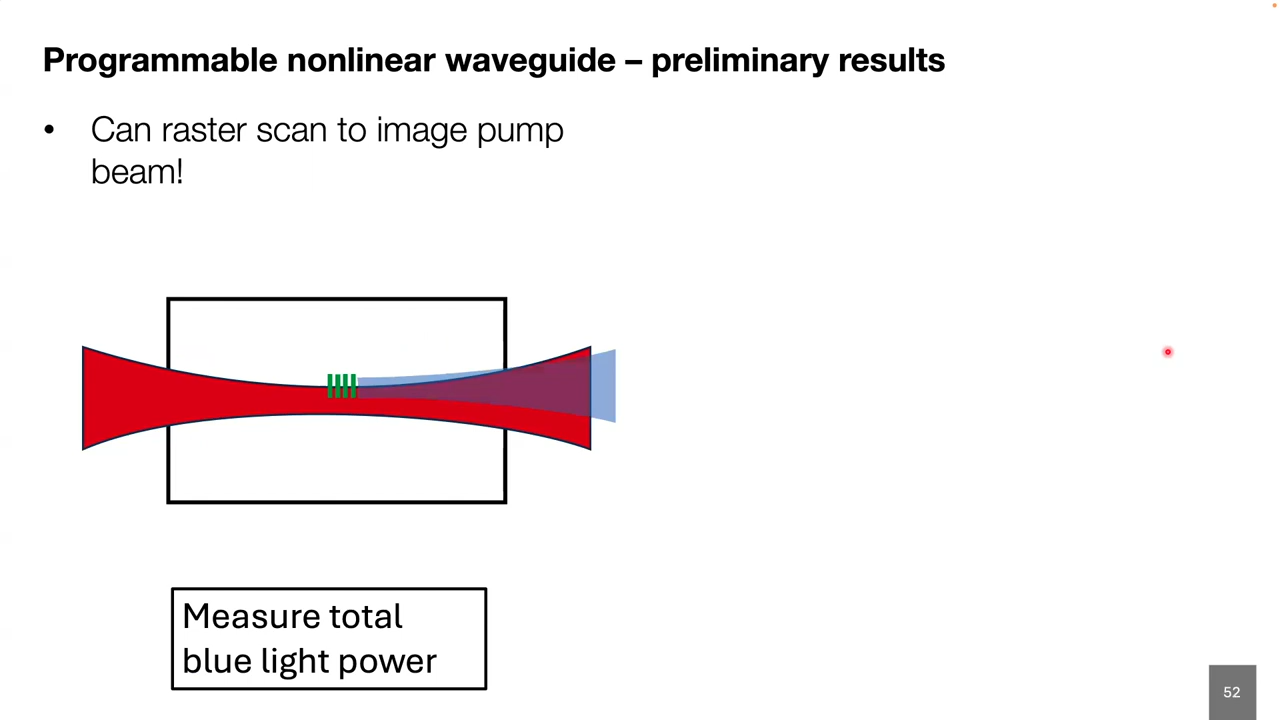 Programmable nonlinear waveguide – preliminary results
• Can raster scan to image pump
beam!
Measure total
blue light power
52